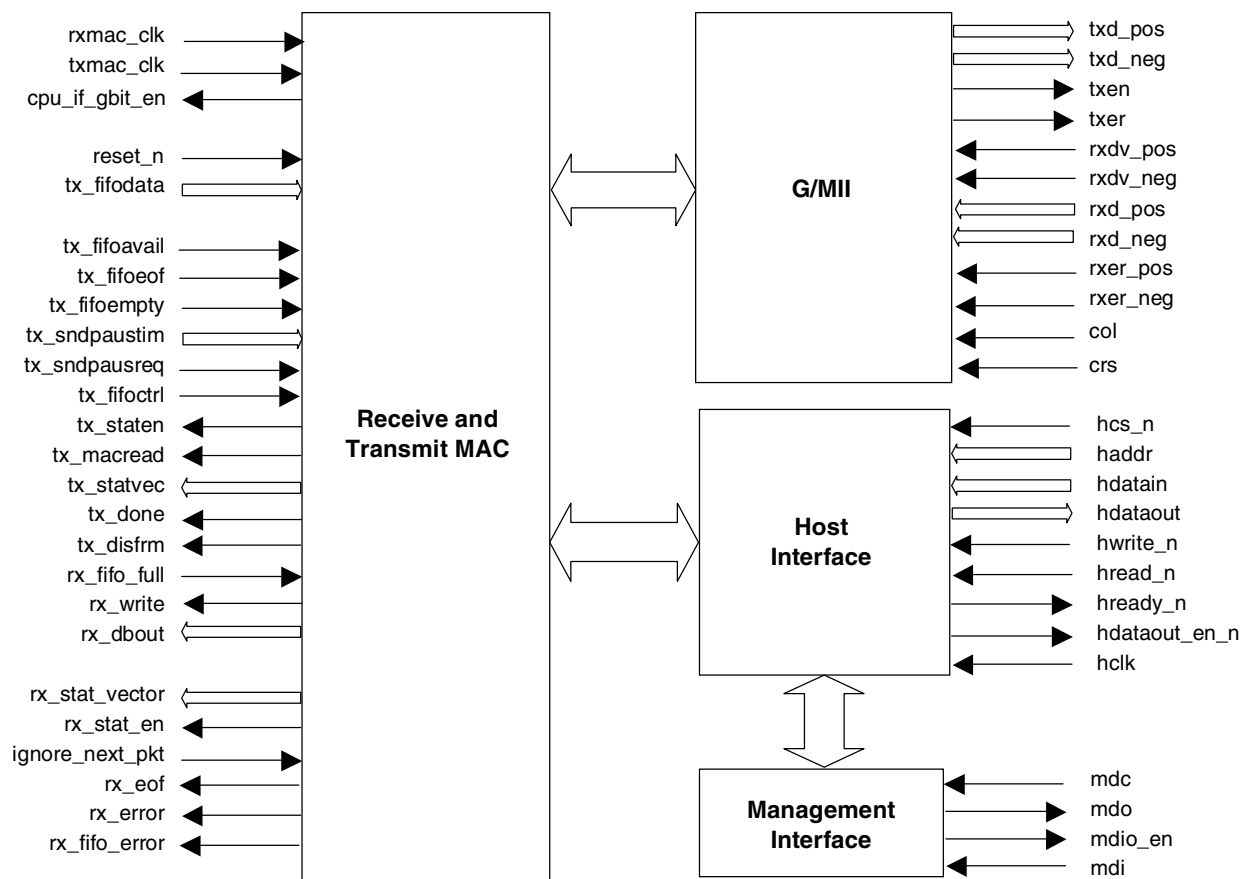 rxmac_clk
txmac_clk
cpu_if_gbit_en
reset_n
tx_fifodata
tx_fifoavail
tx_fifoeof
tx_fifoempty
tx_sndpaustim
tx_sndpausreq
tx_fifoctrl
tx_staten
tx_macread
tx_statvec
tx_done
tx_disfrm
rx_fifo_full
rx_write
rx_dbout
rx_stat_vector
rx_stat_en
ignore_next_pkt
rx_eof
rx_error
rx_fifo_error
Receive and
Transmit MAC
G/MII
txd_pos
txd_neg
txen
txer
rxdv_pos
rxdv_neg
rxd_pos
rxd_neg
rxer_pos
rxer_neg
col
crs
Host
Interface
hcs_n
haddr
hdatain
hdataout
hwrite_n
hread_n
hready_n
hdataout_en_n
hclk
Management
Interface
mdc
mdo
mdio_en
mdi